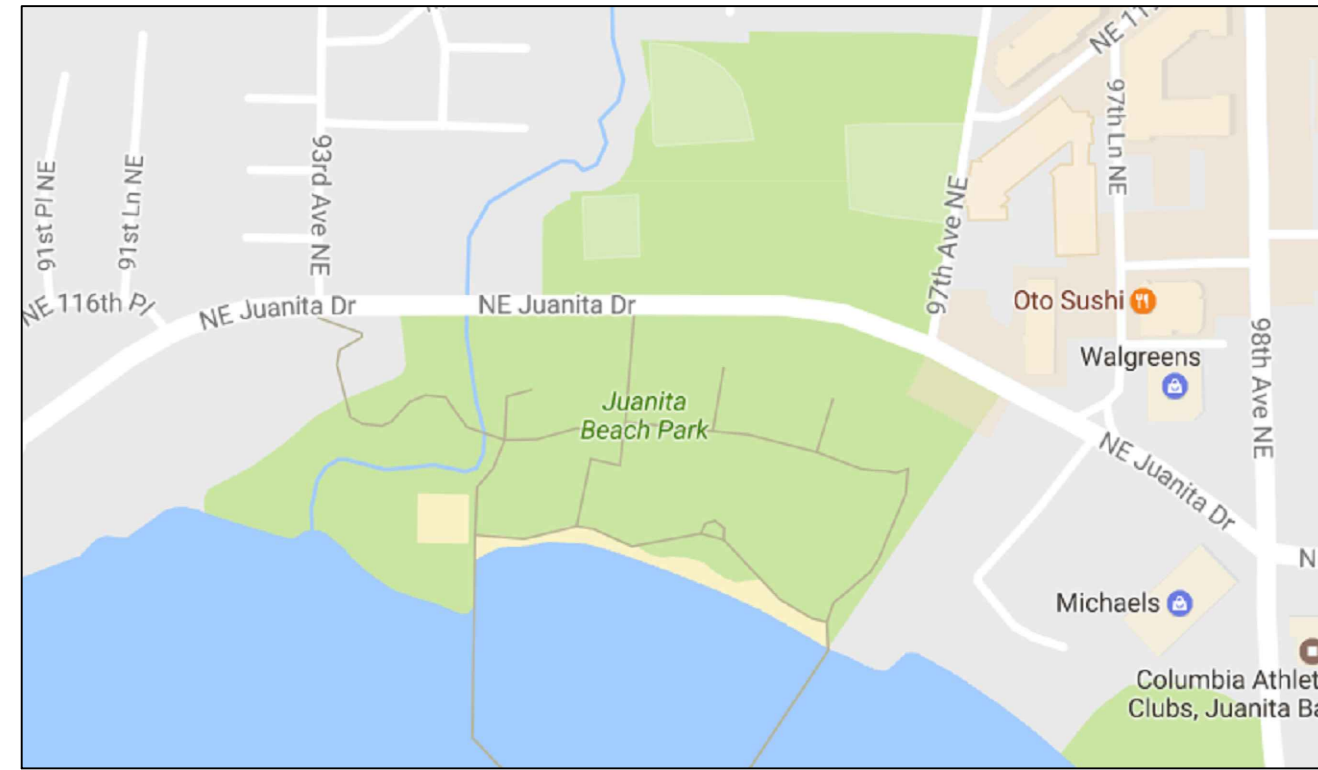 NE 11
97th Ln NE
93rd Ave NE
91st Pl NE
91st Ln NE
97th Ave NE
NE 116th Pl
NE Juanita Dr
NE Juanita Dr
Oto Sushi
Walgreens
98th Ave NE
Juanita
Beach Park
NE Juanita Dr
N
Michaels
Columbia Athlet
Clubs, Juanita Ba